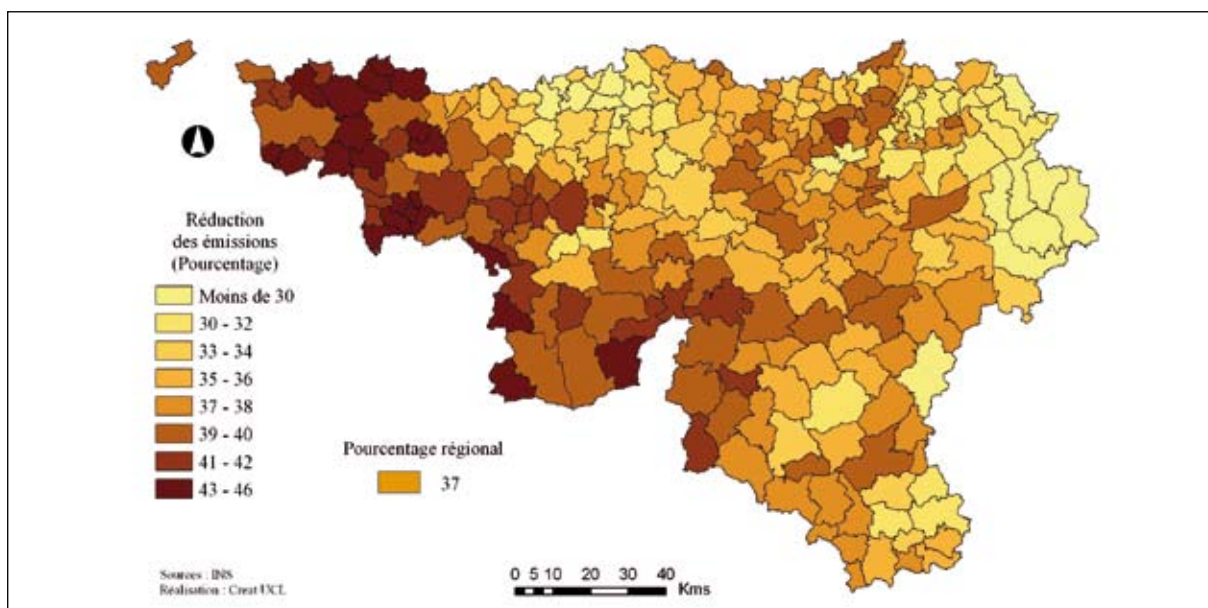 Réduction
des émissions
(Pourcentage)
Moins de 30
30 - 32
33 - 34
35 - 36
37 - 38
39 - 40
41 - 42
43 - 46
Pourcentage régional
37
Sources : INS
Réalisation : Creat UCL
0 5 10 20 30 40
Kms